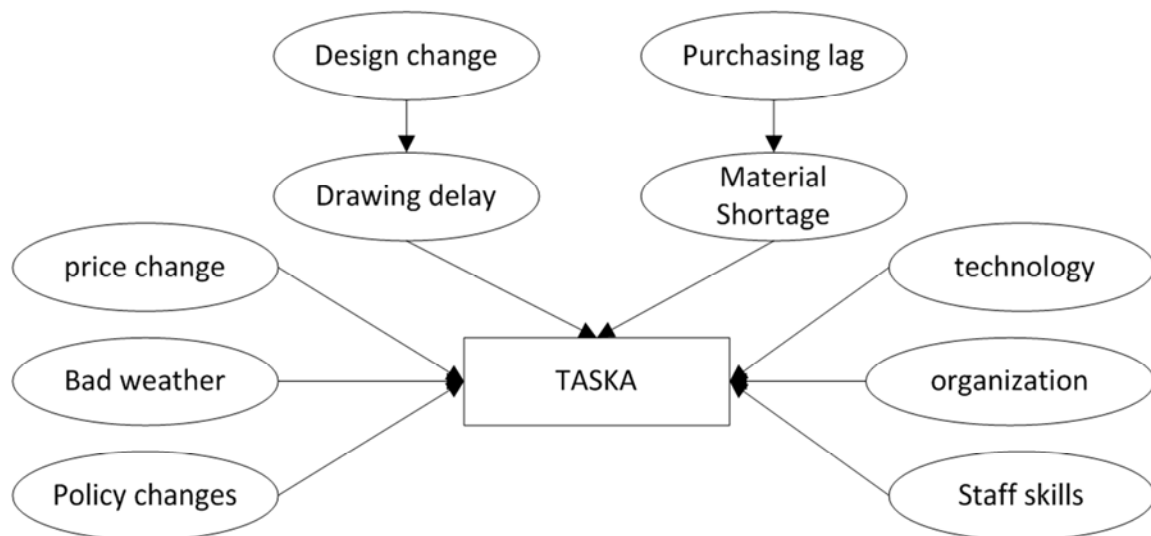 Design change
Purchasing lag
Drawing delay
Material
Shortage
price change
technology
Bad weather
TASKA
organization
Policy changes
Staff skills